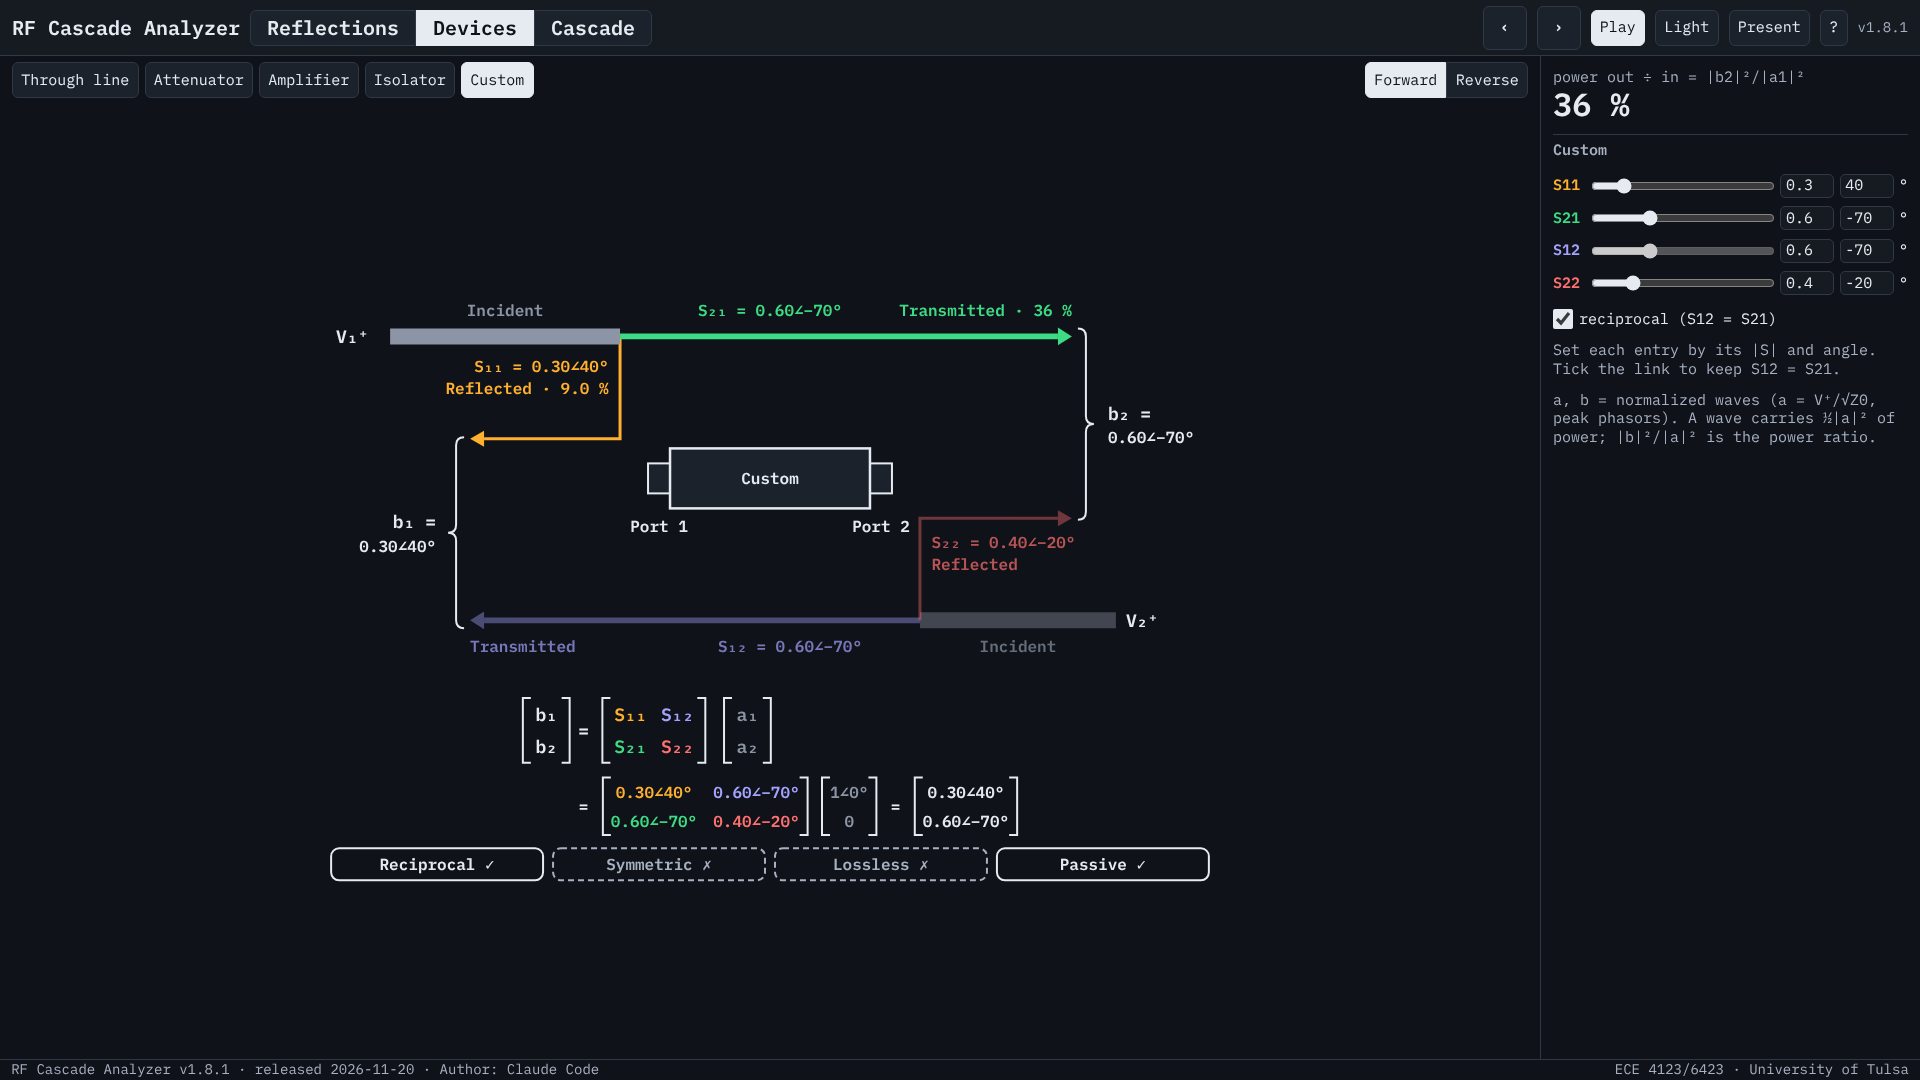 RF Cascade Analyzer Reflections Devices Cascade ‹ › Play Light Present ? v1.8.1
Through line Attenuator Amplifier Isolator Custom Forward Reverse
power out ÷ in = |b2|²/|a1|²
36 %
Custom
S11 0.3 40 °
S21 0.6 -70 °
S12 0.6 -70 °
S22 0.4 -20 °
reciprocal (S12 = S21)
Set each entry by its |S| and angle.
Tick the link to keep S12 = S21.
a, b = normalized waves (a = V⁺/√Z0,
peak phasors). A wave carries ½|a|² of
power; |b|²/|a|² is the power ratio.
Incident S₂₁ = 0.60∠−70° Transmitted · 36 %
V₁⁺
S₁₁ = 0.30∠40°
Reflected · 9.0 %
b₂ =
0.60∠−70°
Custom
Port 1 Port 2
b₁ =
0.30∠40°
S₂₂ = 0.40∠−20°
Reflected
V₂⁺
Transmitted S₁₂ = 0.60∠−70° Incident
b₁ S₁₁ S₁₂ a₁
=
b₂ S₂₁ S₂₂ a₂
0.30∠40° 0.60∠−70° 1∠0° 0.30∠40°
= =
0.60∠−70° 0.40∠−20° 0 0.60∠−70°
Reciprocal ✓ Symmetric ✗ Lossless ✗ Passive ✓
RF Cascade Analyzer v1.8.1 · released 2026-11-20 · Author: Claude Code ECE 4123/6423 · University of Tulsa